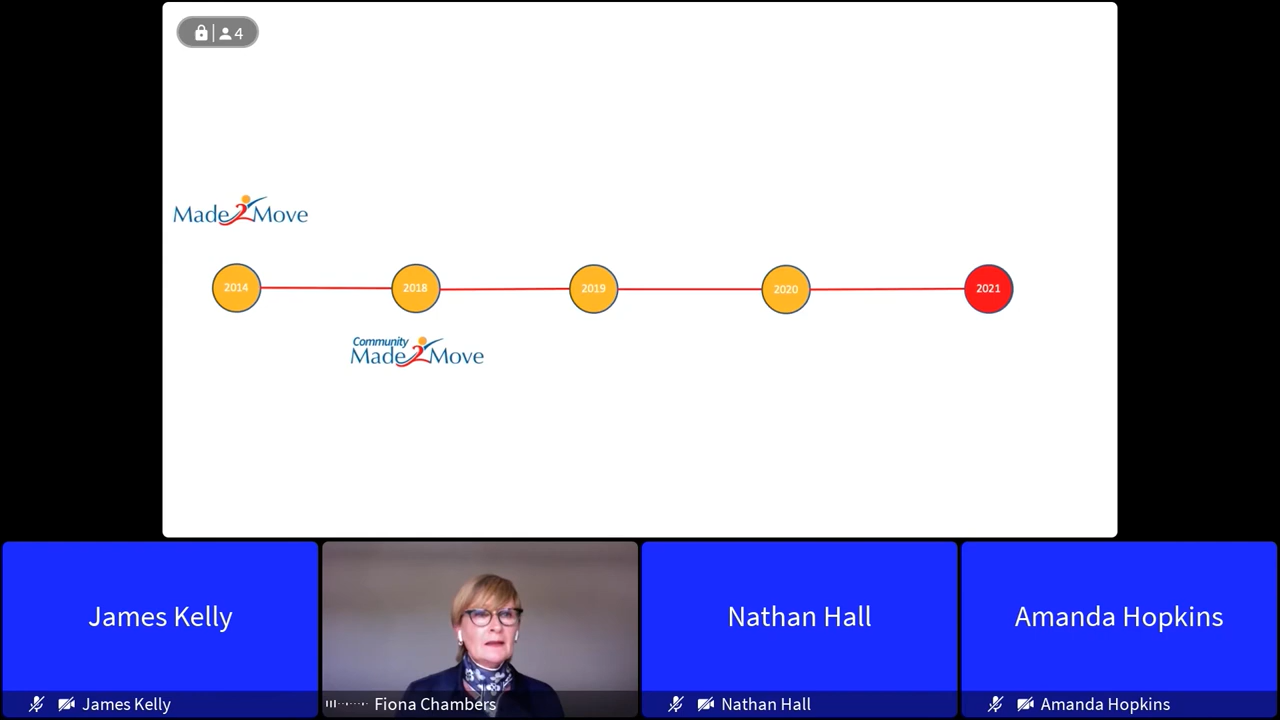 4
Made2Move
2014
2018
2019
2020
2021
Community
Made2Move
James Kelly
Nathan Hall
Amanda Hopkins
James Kelly
Fiona Chambers
Nathan Hall
Amanda Hopkins